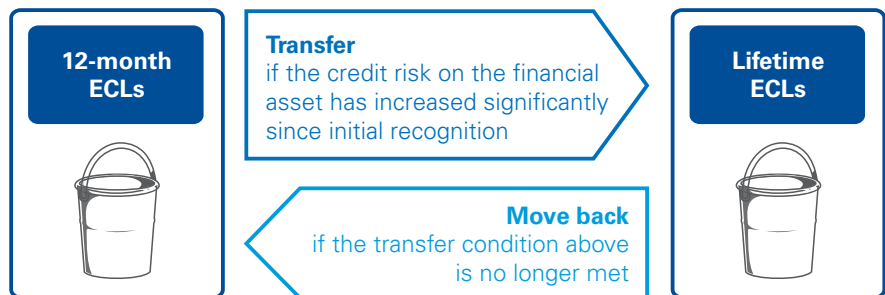 12-month
ECLs
Transfer
if the credit risk on the financial
asset has increased significantly
since initial recognition
Lifetime
ECLs
Move back
if the transfer condition above
is no longer met